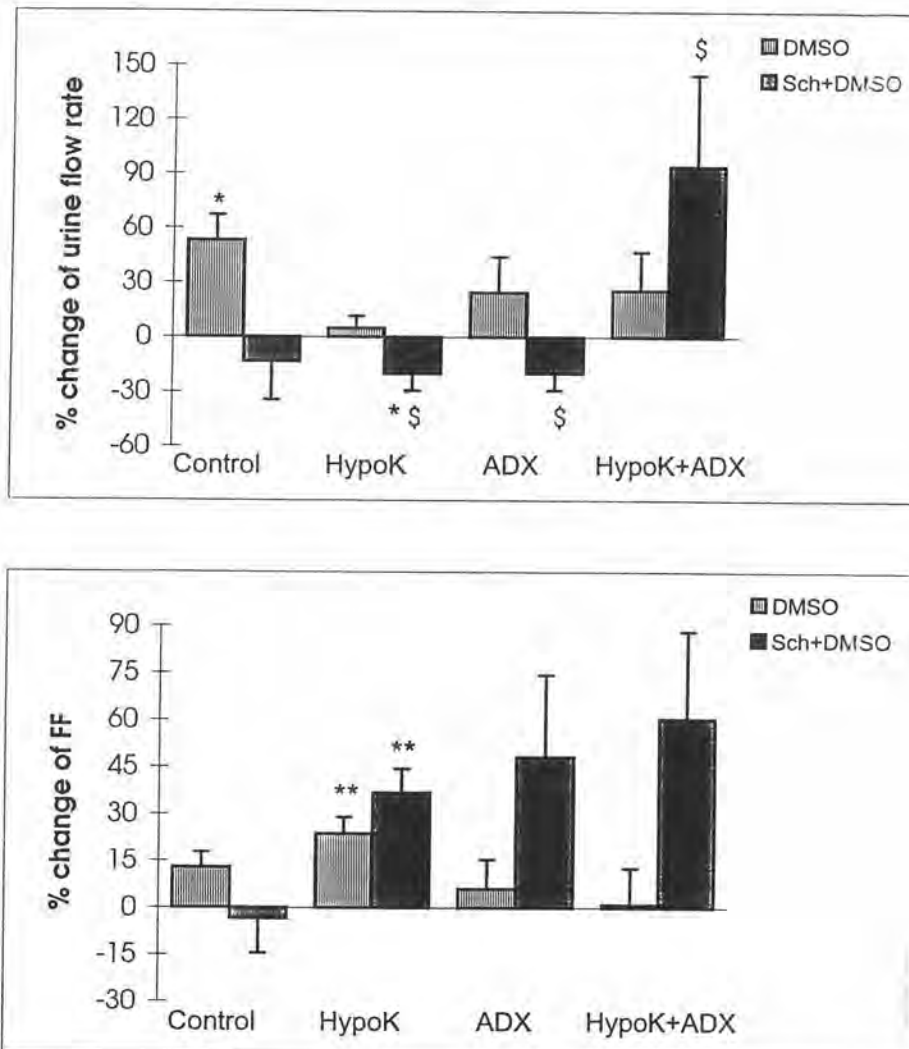 % change of urine flow rate
150
120
90
60
30
0
-30
-60
*
* $
$
$
DMSO
Sch+DMSO
Control HypoK ADX HypoK+ADX
% change of FF
90
75
60
45
30
15
0
-15
-30
**
**
DMSO
Sch+DMSO
Control HypoK ADX HypoK+ADX